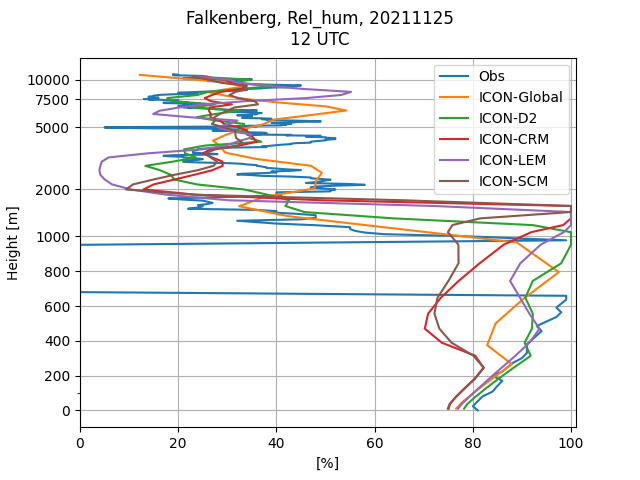 Falkenberg, Rel_hum, 20211125
12 UTC
Height [m]
10000
7500
5000
2000
1000
800
600
400
200
0
Obs
ICON-Global
ICON-D2
ICON-CRM
ICON-LEM
ICON-SCM
0 20 40 60 80 100
[%]